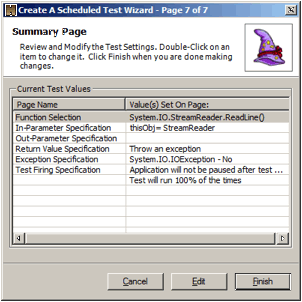 Create A Scheduled Test Wizard - Page 7 of 7
Summary Page
Review and Modify the Test Settings. Double-Click on an
item to change it. Click Finish when you are done making
changes.
Current Test Values
Page Name Value(s) Set On Page:
Function Selection System.IO.StreamReader.ReadLine()
In-Parameter Specification thisObj= StreamReader
Out-Parameter Specification
Return Value Specification Throw an exception
Exception Specification System.IO.IOException - No
Test Firing Specification Application will not be paused after test ...
Test will run 100% of the times
Cancel Edit Finish